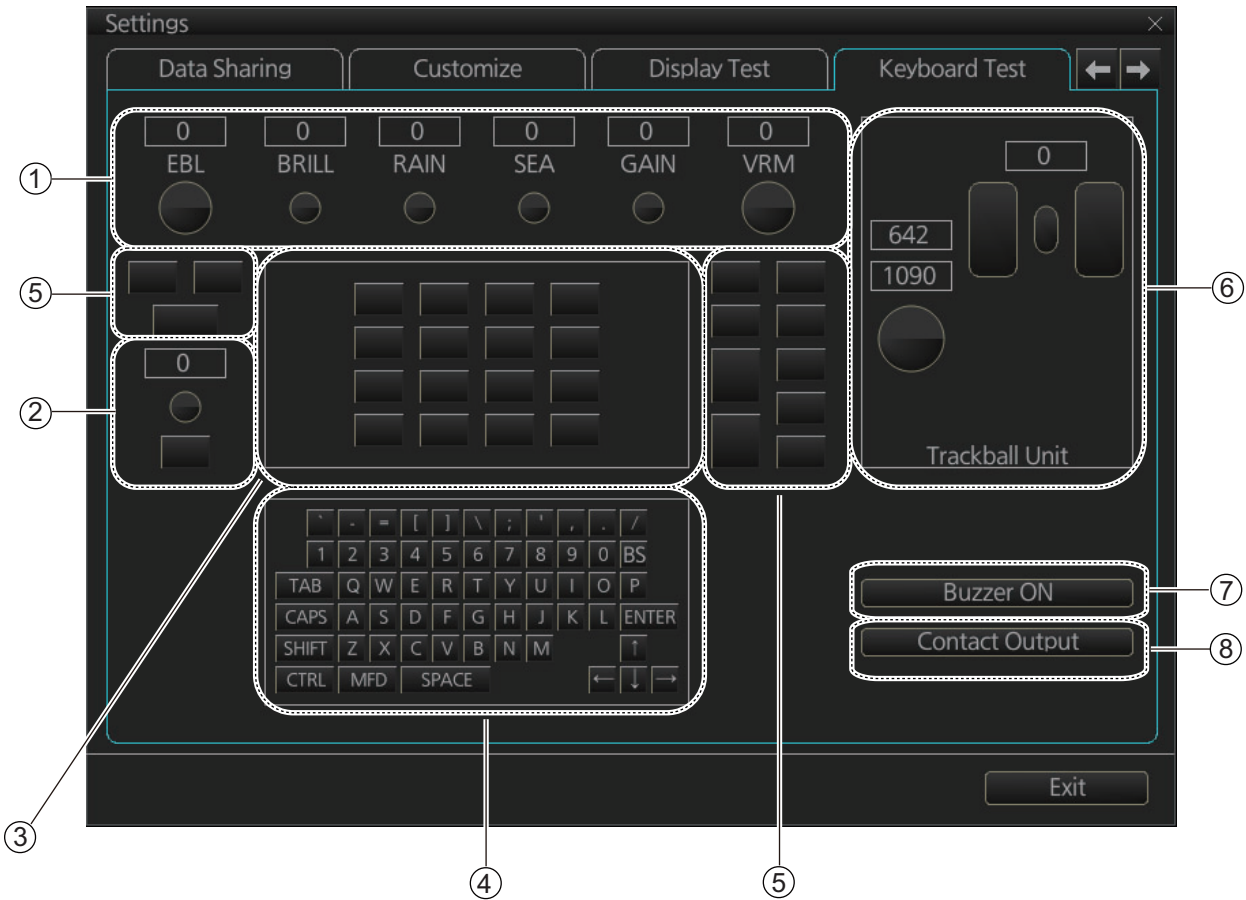 Settings ×
Data Sharing Customize Display Test Keyboard Test ← →
0 0 0 0 0 0
EBL BRILL RAIN SEA GAIN VRM
0
① 
642
1090
⑤
⑥
0
②
Trackball Unit
` - = [ ] \ ; ' , . /
1 2 3 4 5 6 7 8 9 0 BS
TAB Q W E R T Y U I O P
Buzzer ON
⑦
CAPS A S D F G H J K L ENTER
SHIFT Z X C V B N M ↑
Contact Output
⑧
CTRL MFD SPACE ← ↓ →
Exit
③
④
⑤